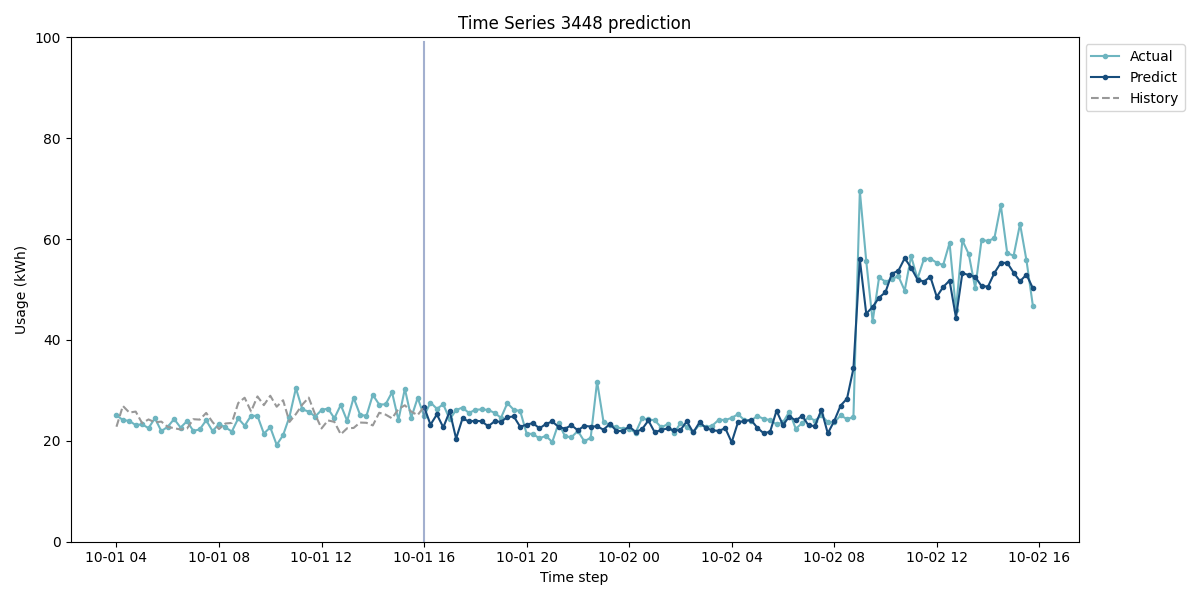 Time Series 3448 prediction
Usage (kWh)
100
80
60
40
20
0
10-01 04
10-01 08
10-01 12
10-01 16
10-01 20
10-02 00
10-02 04
10-02 08
10-02 12
10-02 16
Time step
Actual
Predict
History